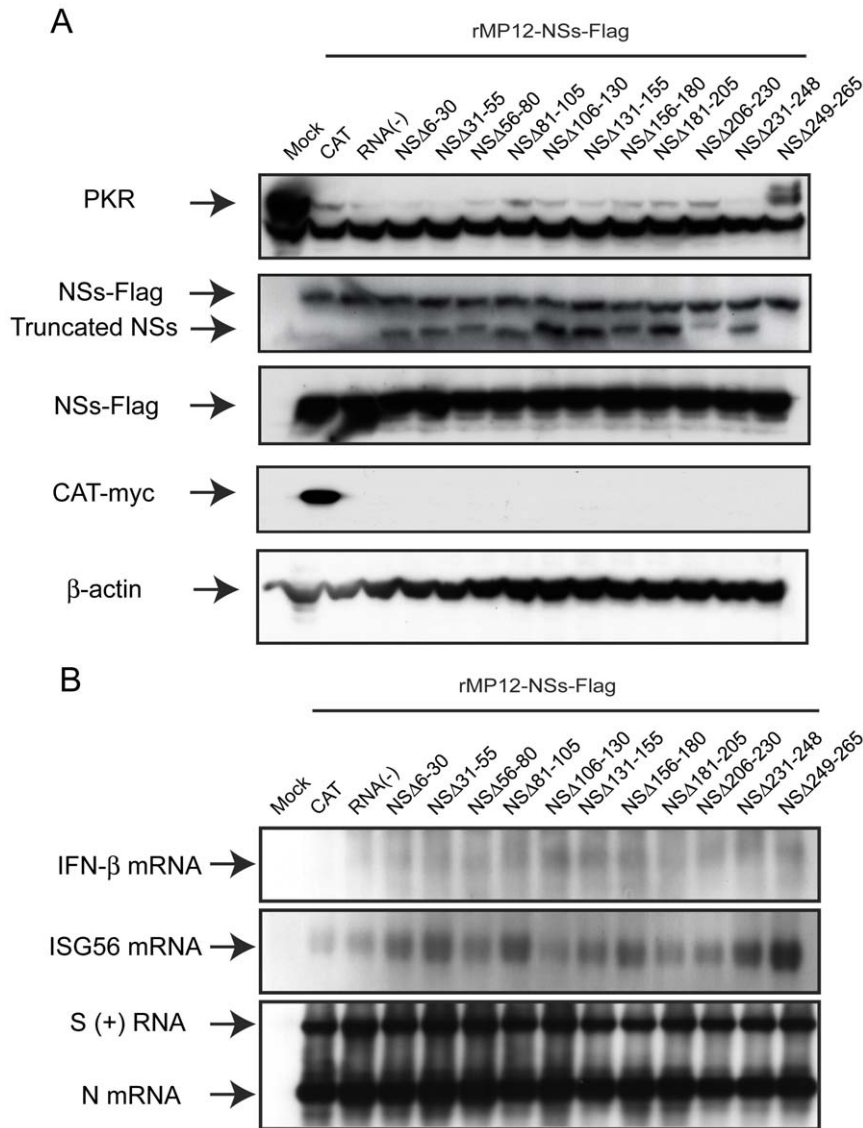 A
rMP12-NSs-Flag
Mock
CAT
RNA(-)
NSΔ6-30
NSΔ31-55
NSΔ56-80
NSΔ81-105
NSΔ106-130
NSΔ131-155
NSΔ156-180
NSΔ181-205
NSΔ206-230
NSΔ231-248
NSΔ249-265
PKR
NSs-Flag
Truncated NSs
NSs-Flag
CAT-myc
β-actin
B
rMP12-NSs-Flag
Mock
CAT
RNA(-)
NSΔ6-30
NSΔ31-55
NSΔ56-80
NSΔ81-105
NSΔ106-130
NSΔ131-155
NSΔ156-180
NSΔ181-205
NSΔ206-230
NSΔ231-248
NSΔ249-265
IFN-β mRNA
ISG56 mRNA
S (+) RNA
N mRNA